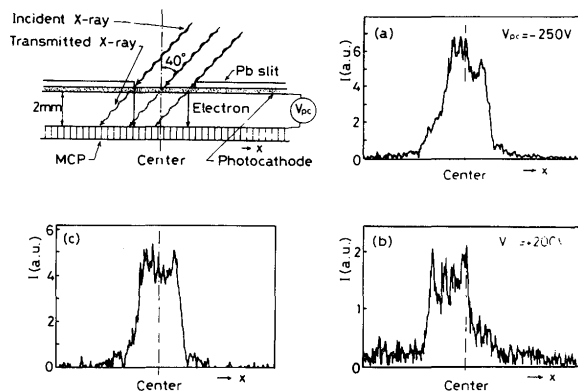 Incident X-ray
Transmitted X-ray
40°
Pb slit
2mm
Electron
Vpc
MCP
Center
Photocathode
→ x
(a)
Vpc=-250V
I (a.u.)
6
4
2
0
Center
→ x
(c)
I (a.u.)
6
4
2
0
Center
→ x
(b)
=+200V
I (a.u.)
2
1
0
Center
→ x